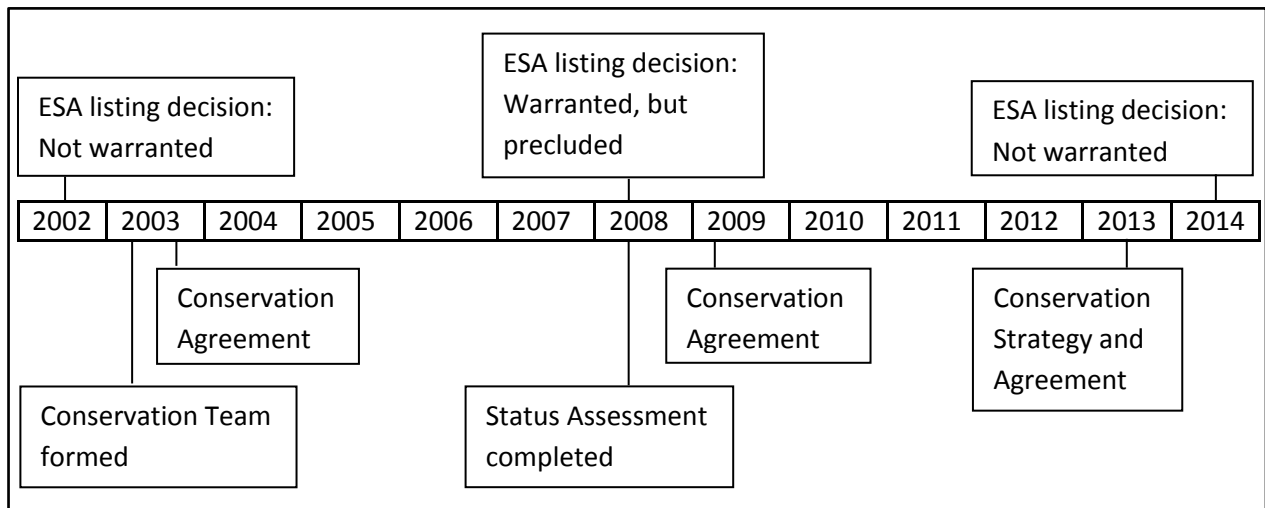 ESA listing decision:
Not warranted
ESA listing decision:
Warranted, but
precluded
ESA listing decision:
Not warranted
2002 2003 2004 2005 2006 2007 2008 2009 2010 2011 2012 2013 2014
Conservation
Agreement
Conservation
Agreement
Conservation
Strategy and
Agreement
Conservation Team
formed
Status Assessment
completed